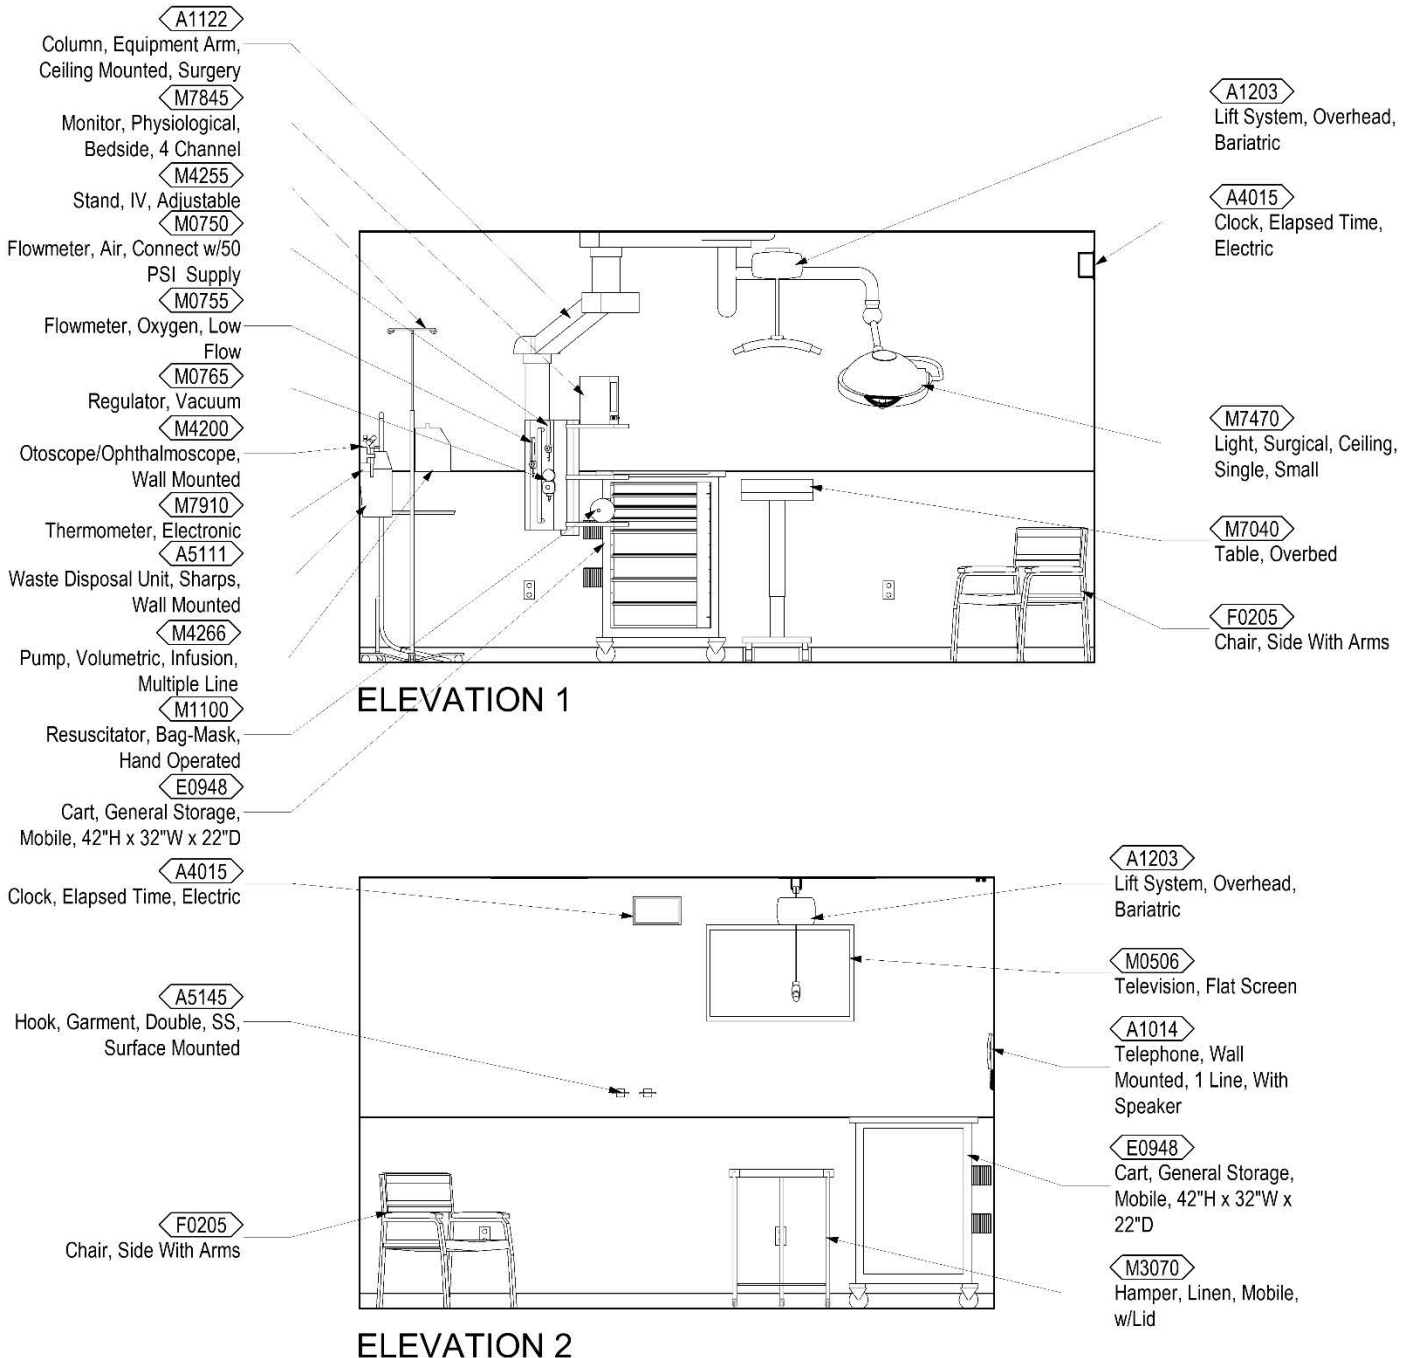 A1122
Column, Equipment Arm,
Ceiling Mounted, Surgery
M7845
Monitor, Physiological,
Bedside, 4 Channel
M4255
Stand, IV, Adjustable
M0750
Flowmeter, Air, Connect w/50
PSI Supply
M0755
Flowmeter, Oxygen, Low
Flow
M0765
Regulator, Vacuum
M4200
Otoscope/Ophthalmoscope,
Wall Mounted
M7910
Thermometer, Electronic
A5111
Waste Disposal Unit, Sharps,
Wall Mounted
M4266
Pump, Volumetric, Infusion,
Multiple Line
M1100
Resuscitator, Bag-Mask,
Hand Operated
E0948
Cart, General Storage,
Mobile, 42"H x 32"W x 22"D
A1203
Lift System, Overhead,
Bariatric
A4015
Clock, Elapsed Time,
Electric
M7470
Light, Surgical, Ceiling,
Single, Small
M7040
Table, Overbed
F0205
Chair, Side With Arms
ELEVATION 1
A4015
Clock, Elapsed Time, Electric
A5145
Hook, Garment, Double, SS,
Surface Mounted
F0205
Chair, Side With Arms
A1203
Lift System, Overhead,
Bariatric
M0506
Television, Flat Screen
A1014
Telephone, Wall
Mounted, 1 Line, With
Speaker
E0948
Cart, General Storage,
Mobile, 42"H x 32"W x
22"D
M3070
Hamper, Linen, Mobile,
w/Lid
ELEVATION 2